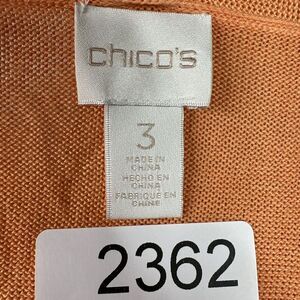 chico's
3
MADE IN
CHINA
HECHO EN
CHINA
FABRIQUÉ EN
CHINE
2362